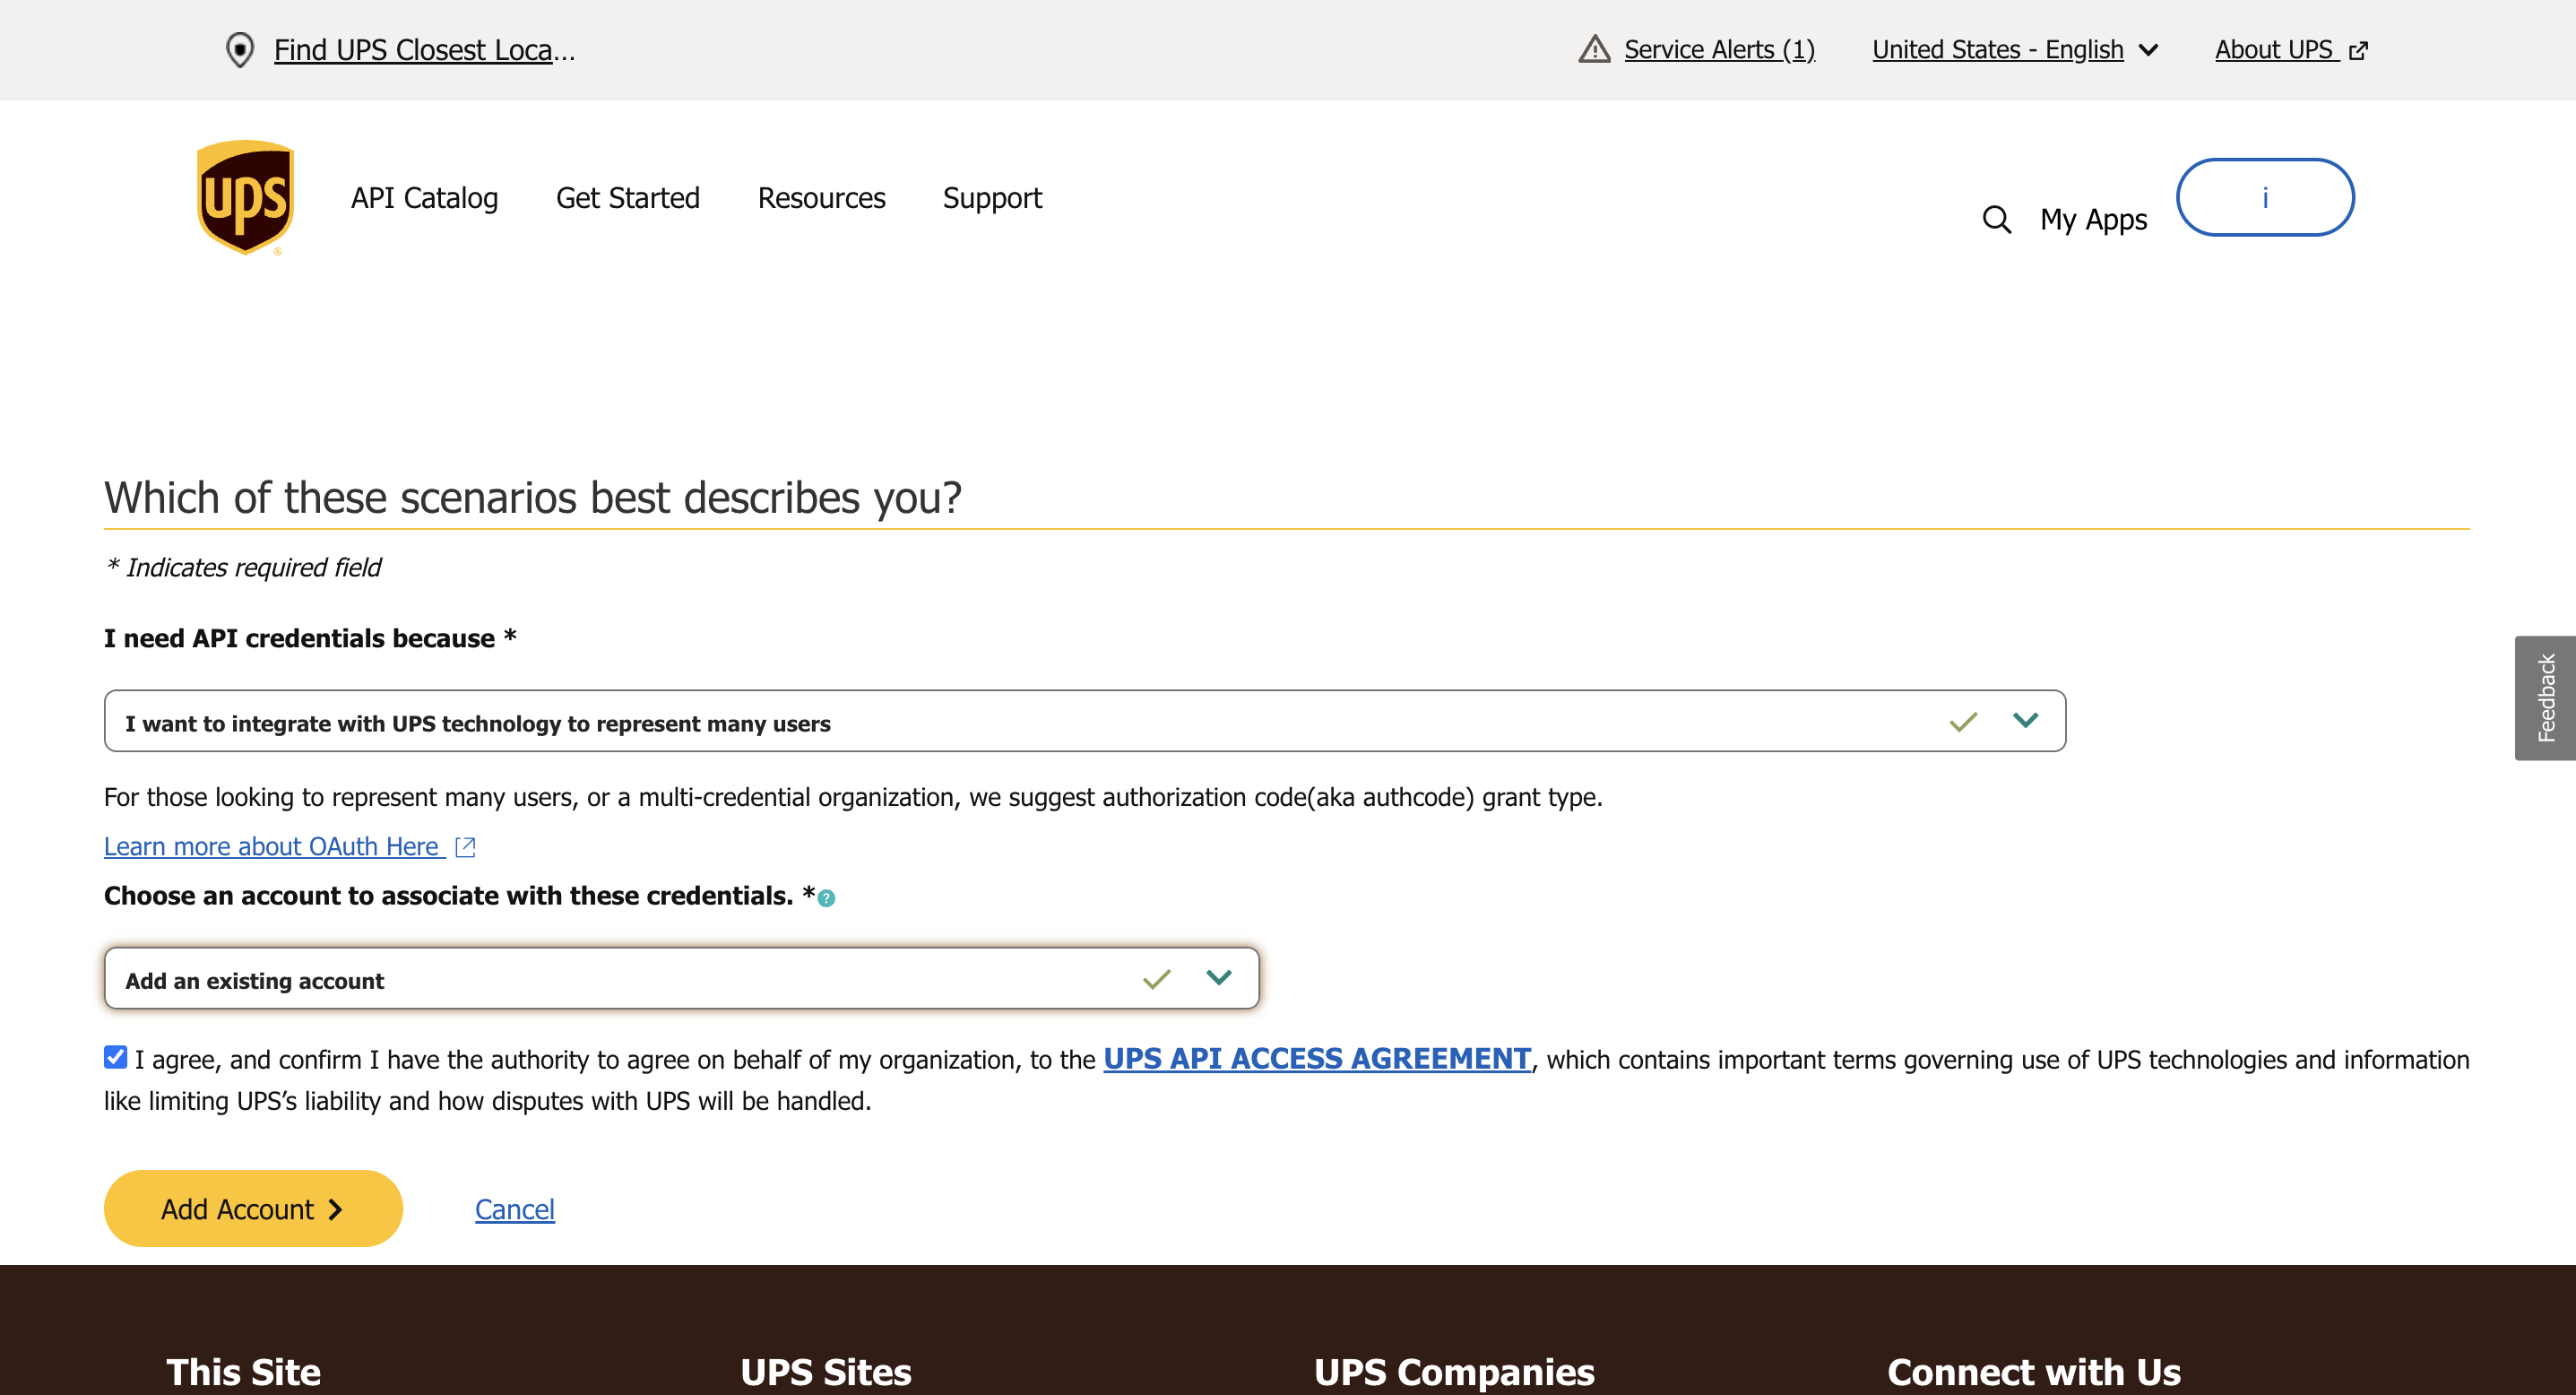 Find UPS Closest Loca...
Service Alerts (1)
United States - English
About UPS
ups
API Catalog
Get Started
Resources
Support
My Apps
i
Which of these scenarios best describes you?
* Indicates required field
I need API credentials because *
I want to integrate with UPS technology to represent many users
Feedback
For those looking to represent many users, or a multi-credential organization, we suggest authorization code(aka authcode) grant type.
Learn more about OAuth Here
Choose an account to associate with these credentials. *?
Add an existing account
I agree, and confirm I have the authority to agree on behalf of my organization, to the UPS API ACCESS AGREEMENT, which contains important terms governing use of UPS technologies and information
like limiting UPS’s liability and how disputes with UPS will be handled.
Add Account
Cancel
This Site
UPS Sites
UPS Companies
Connect with Us